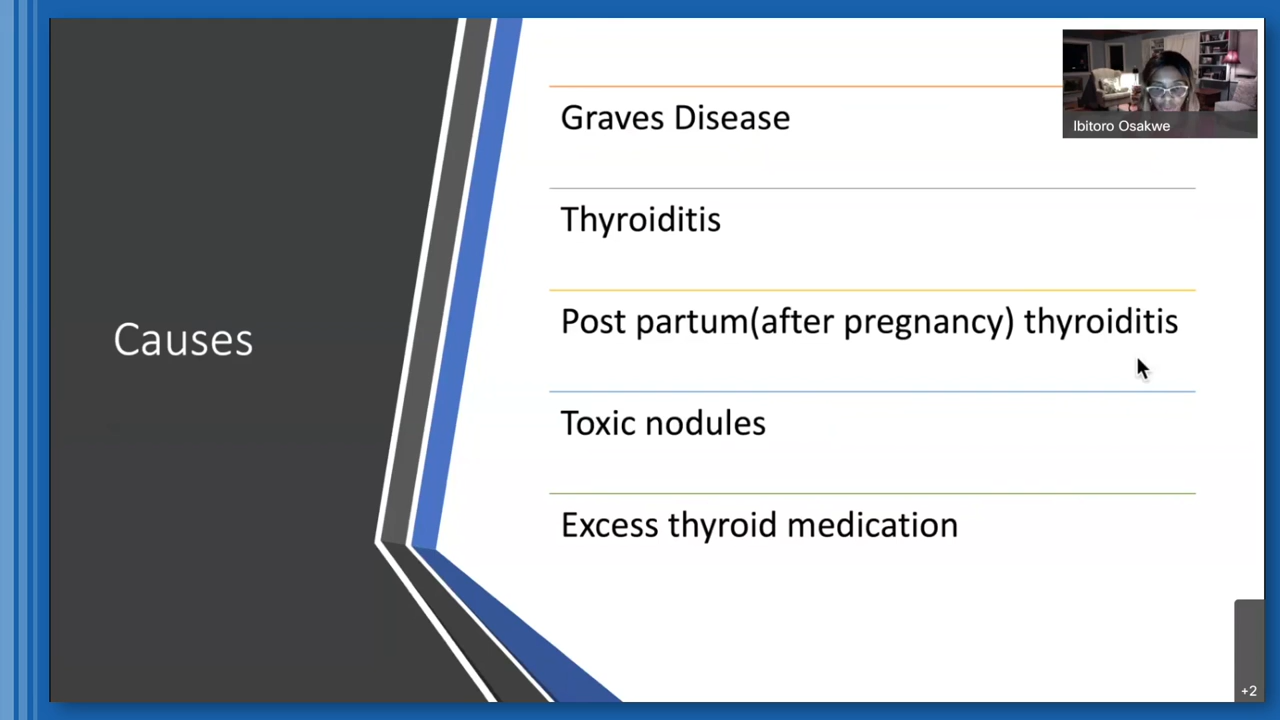 Causes
Graves Disease
Thyroiditis
Post partum(after pregnancy) thyroiditis
Toxic nodules
Excess thyroid medication
Ibitoro Osakwe
+2